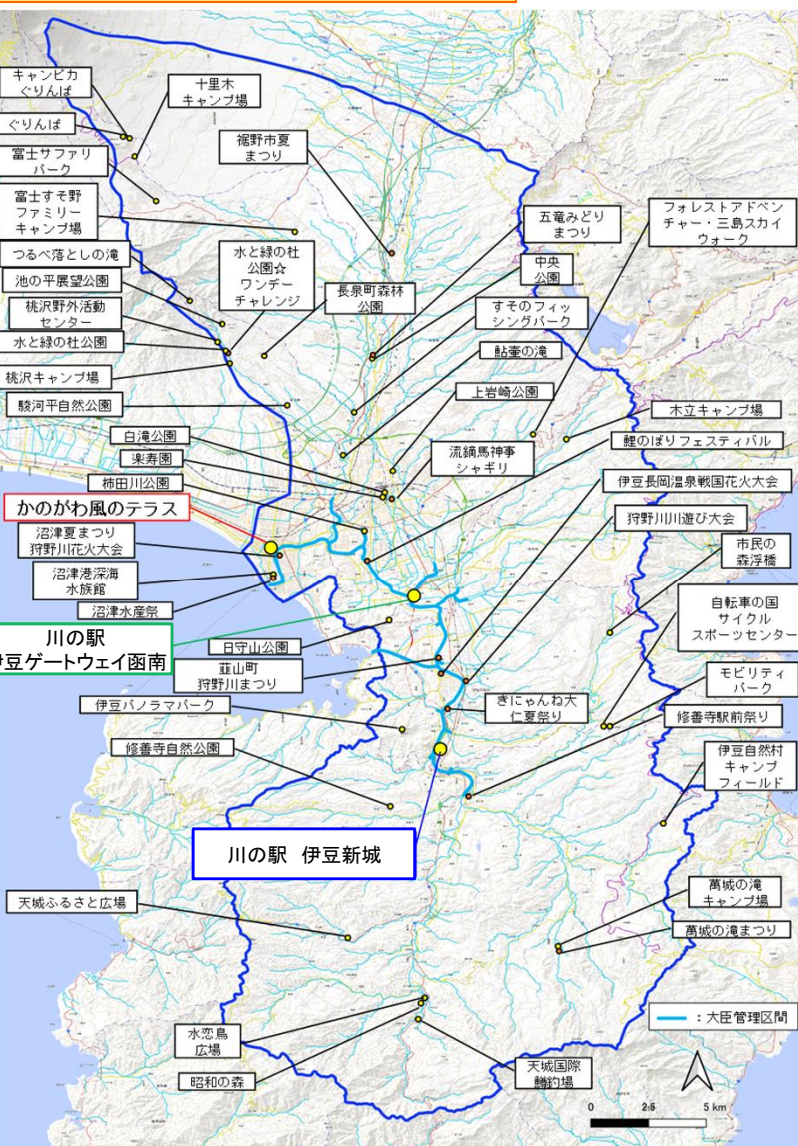 キャンピカ
ぐりんぱ
十里木
キャンプ場
ぐりんぱ
裾野市夏
まつり
富士サファリ
パーク
富士すそ野
ファミリー
キャンプ場
五竜みどり
まつり
フォレストアドベン
チャー・三島スカイ
ウォーク
つるべ落としの滝
水と緑の杜
公園☆
ワンデー
チャレンジ
中央
公園
池の平展望公園
長泉町森林
公園
桃沢野外活動
センター
すそのフィッ
シングパーク
水と緑の杜公園
鮎壷の滝
桃沢キャンプ場
上岩崎公園
駿河平自然公園
木立キャンプ場
白滝公園
流鏑馬神事
シャギリ
鯉のぼりフェスティバル
楽寿園
柿田川公園
伊豆長岡温泉戦国花火大会
かのがわ風のテラス
狩野川川遊び大会
沼津夏まつり
狩野川花火大会
市民の
森浮橋
沼津港深海
水族館
自転車の国
サイクル
スポーツセンター
沼津水産祭
川の駅
伊豆ゲートウェイ函南
日守山公園
韮山町
狩野川まつり
モビリティ
パーク
伊豆パノラマパーク
きにゃんね大
仁夏祭り
修善寺駅前祭り
修善寺自然公園
伊豆自然村
キャンプ
フィールド
川の駅 伊豆新城
天城ふるさと広場
萬城の滝
キャンプ場
萬城の滝まつり
：大臣管理区間
水恋鳥
広場
昭和の森
天城国際
鱒釣場
0 2.5 5 km